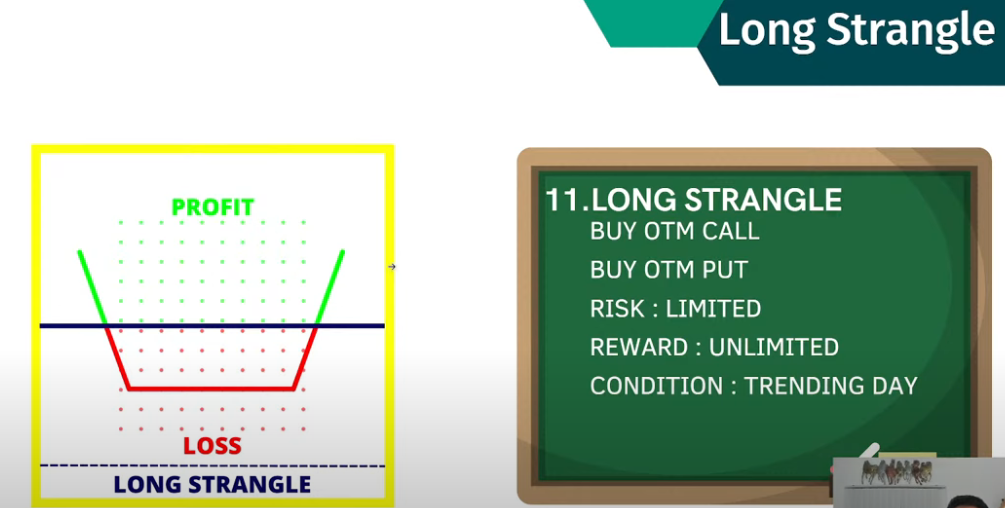 Long Strangle
PROFIT
LOSS
LONG STRANGLE
11.LONG STRANGLE
BUY OTM CALL
BUY OTM PUT
RISK : LIMITED
REWARD : UNLIMITED
CONDITION : TRENDING DAY